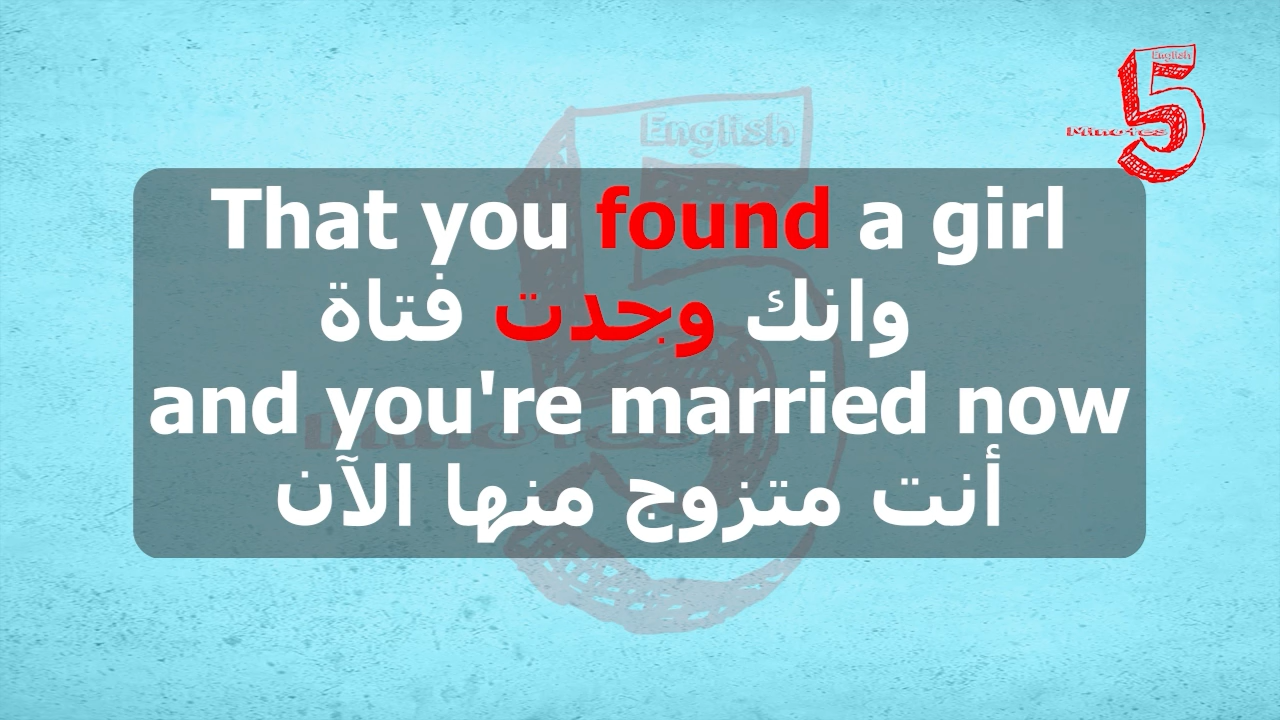 English
5
Minutes
That you found a girl
وانك وجدت فتاة
and you're married now
أنت متزوج منها الآن